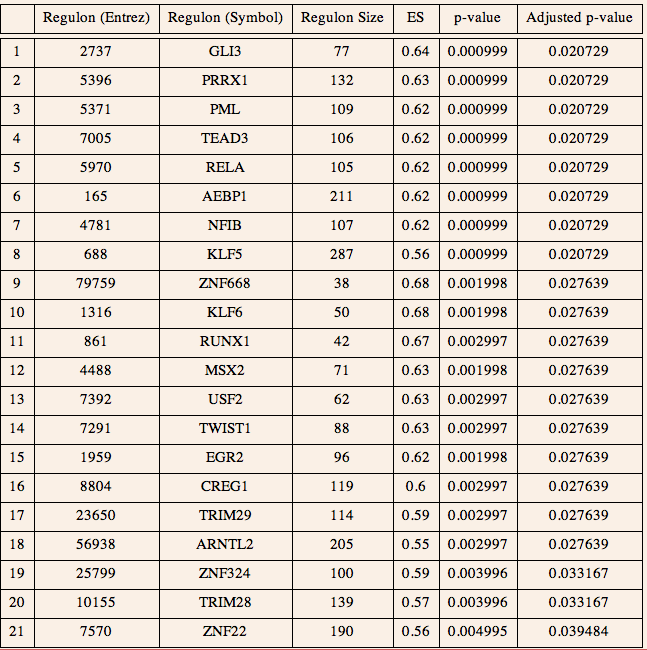 Regulon (Entrez) Regulon (Symbol) Regulon Size ES p-value Adjusted p-value
1 2737 GLI3 77 0.64 0.000999 0.020729
2 5396 PRRX1 132 0.63 0.000999 0.020729
3 5371 PML 109 0.62 0.000999 0.020729
4 7005 TEAD3 106 0.62 0.000999 0.020729
5 5970 RELA 105 0.62 0.000999 0.020729
6 165 AEBP1 211 0.62 0.000999 0.020729
7 4781 NFIB 107 0.62 0.000999 0.020729
8 688 KLF5 287 0.56 0.000999 0.020729
9 79759 ZNF668 38 0.68 0.001998 0.027639
10 1316 KLF6 50 0.68 0.001998 0.027639
11 861 RUNX1 42 0.67 0.002997 0.027639
12 4488 MSX2 71 0.63 0.001998 0.027639
13 7392 USF2 62 0.63 0.002997 0.027639
14 7291 TWIST1 88 0.63 0.002997 0.027639
15 1959 EGR2 96 0.62 0.001998 0.027639
16 8804 CREG1 119 0.6 0.002997 0.027639
17 23650 TRIM29 114 0.59 0.002997 0.027639
18 56938 ARNTL2 205 0.55 0.002997 0.027639
19 25799 ZNF324 100 0.59 0.003996 0.033167
20 10155 TRIM28 139 0.57 0.003996 0.033167
21 7570 ZNF22 190 0.56 0.004995 0.039484